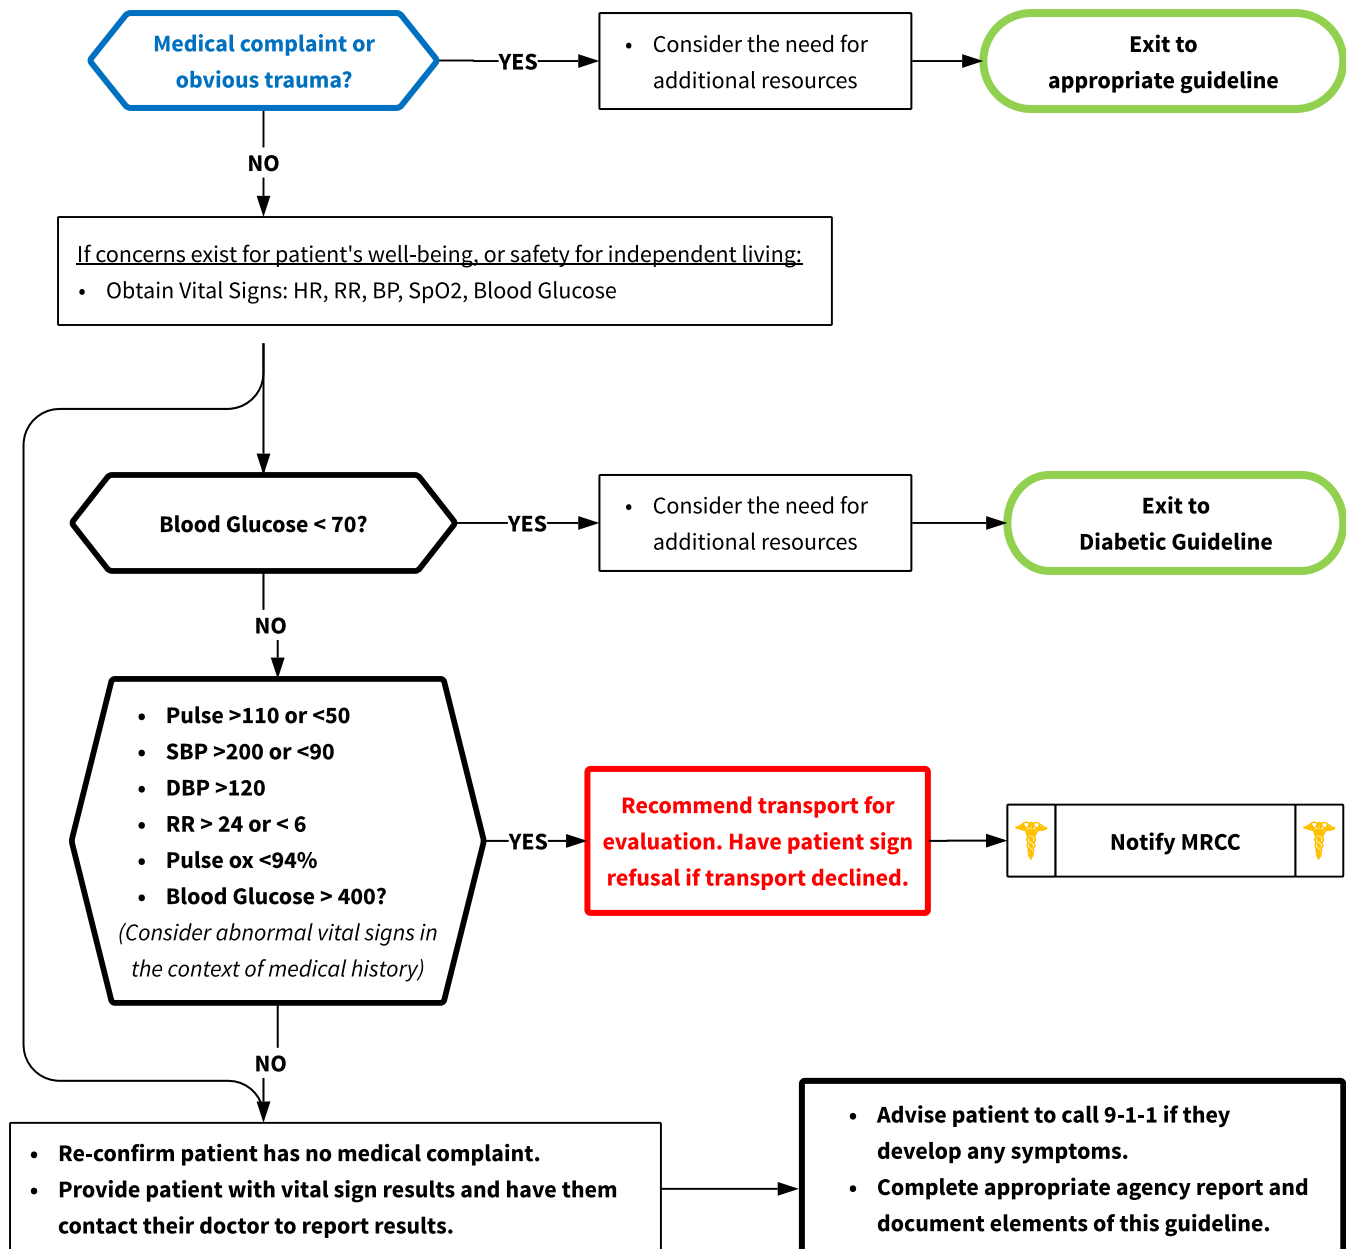 Medical complaint or
obvious trauma?
YES
• Consider the need for
additional resources
Exit to
appropriate guideline
NO
If concerns exist for patient's well-being, or safety for independent living:
• Obtain Vital Signs: HR, RR, BP, SpO2, Blood Glucose
Blood Glucose < 70?
YES
• Consider the need for
additional resources
Exit to
Diabetic Guideline
NO
• Pulse >110 or <50
• SBP >200 or <90
• DBP >120
• RR > 24 or < 6
• Pulse ox <94%
• Blood Glucose > 400?
(Consider abnormal vital signs in
the context of medical history)
YES
Recommend transport for
evaluation. Have patient sign
refusal if transport declined.
Notify MRCC
NO
• Re-confirm patient has no medical complaint.
• Provide patient with vital sign results and have them
contact their doctor to report results.
• Advise patient to call 9-1-1 if they
develop any symptoms.
• Complete appropriate agency report and
document elements of this guideline.